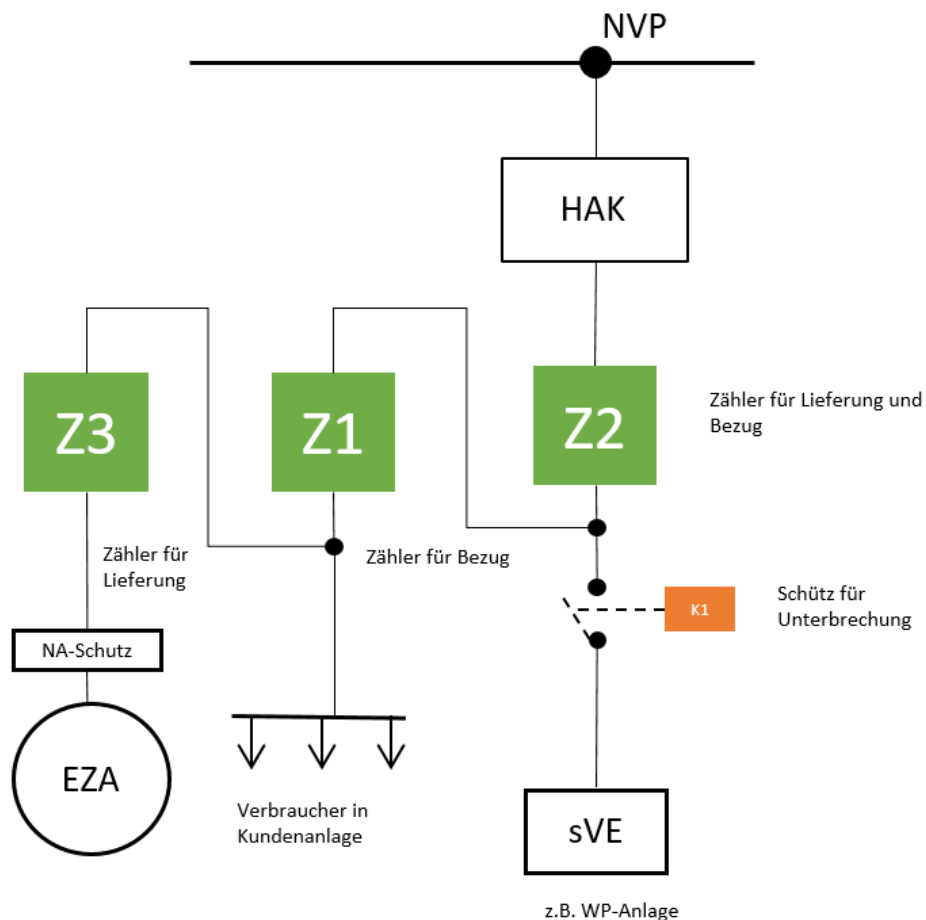 NVP
HAK
Z3
Z1
Z2
Zähler für Lieferung und
Bezug
Zähler für
Lieferung
Zähler für Bezug
K1
Schütz für
Unterbrechung
NA-Schutz
EZA
Verbraucher in
Kundenanlage
sVE
z.B. WP-Anlage